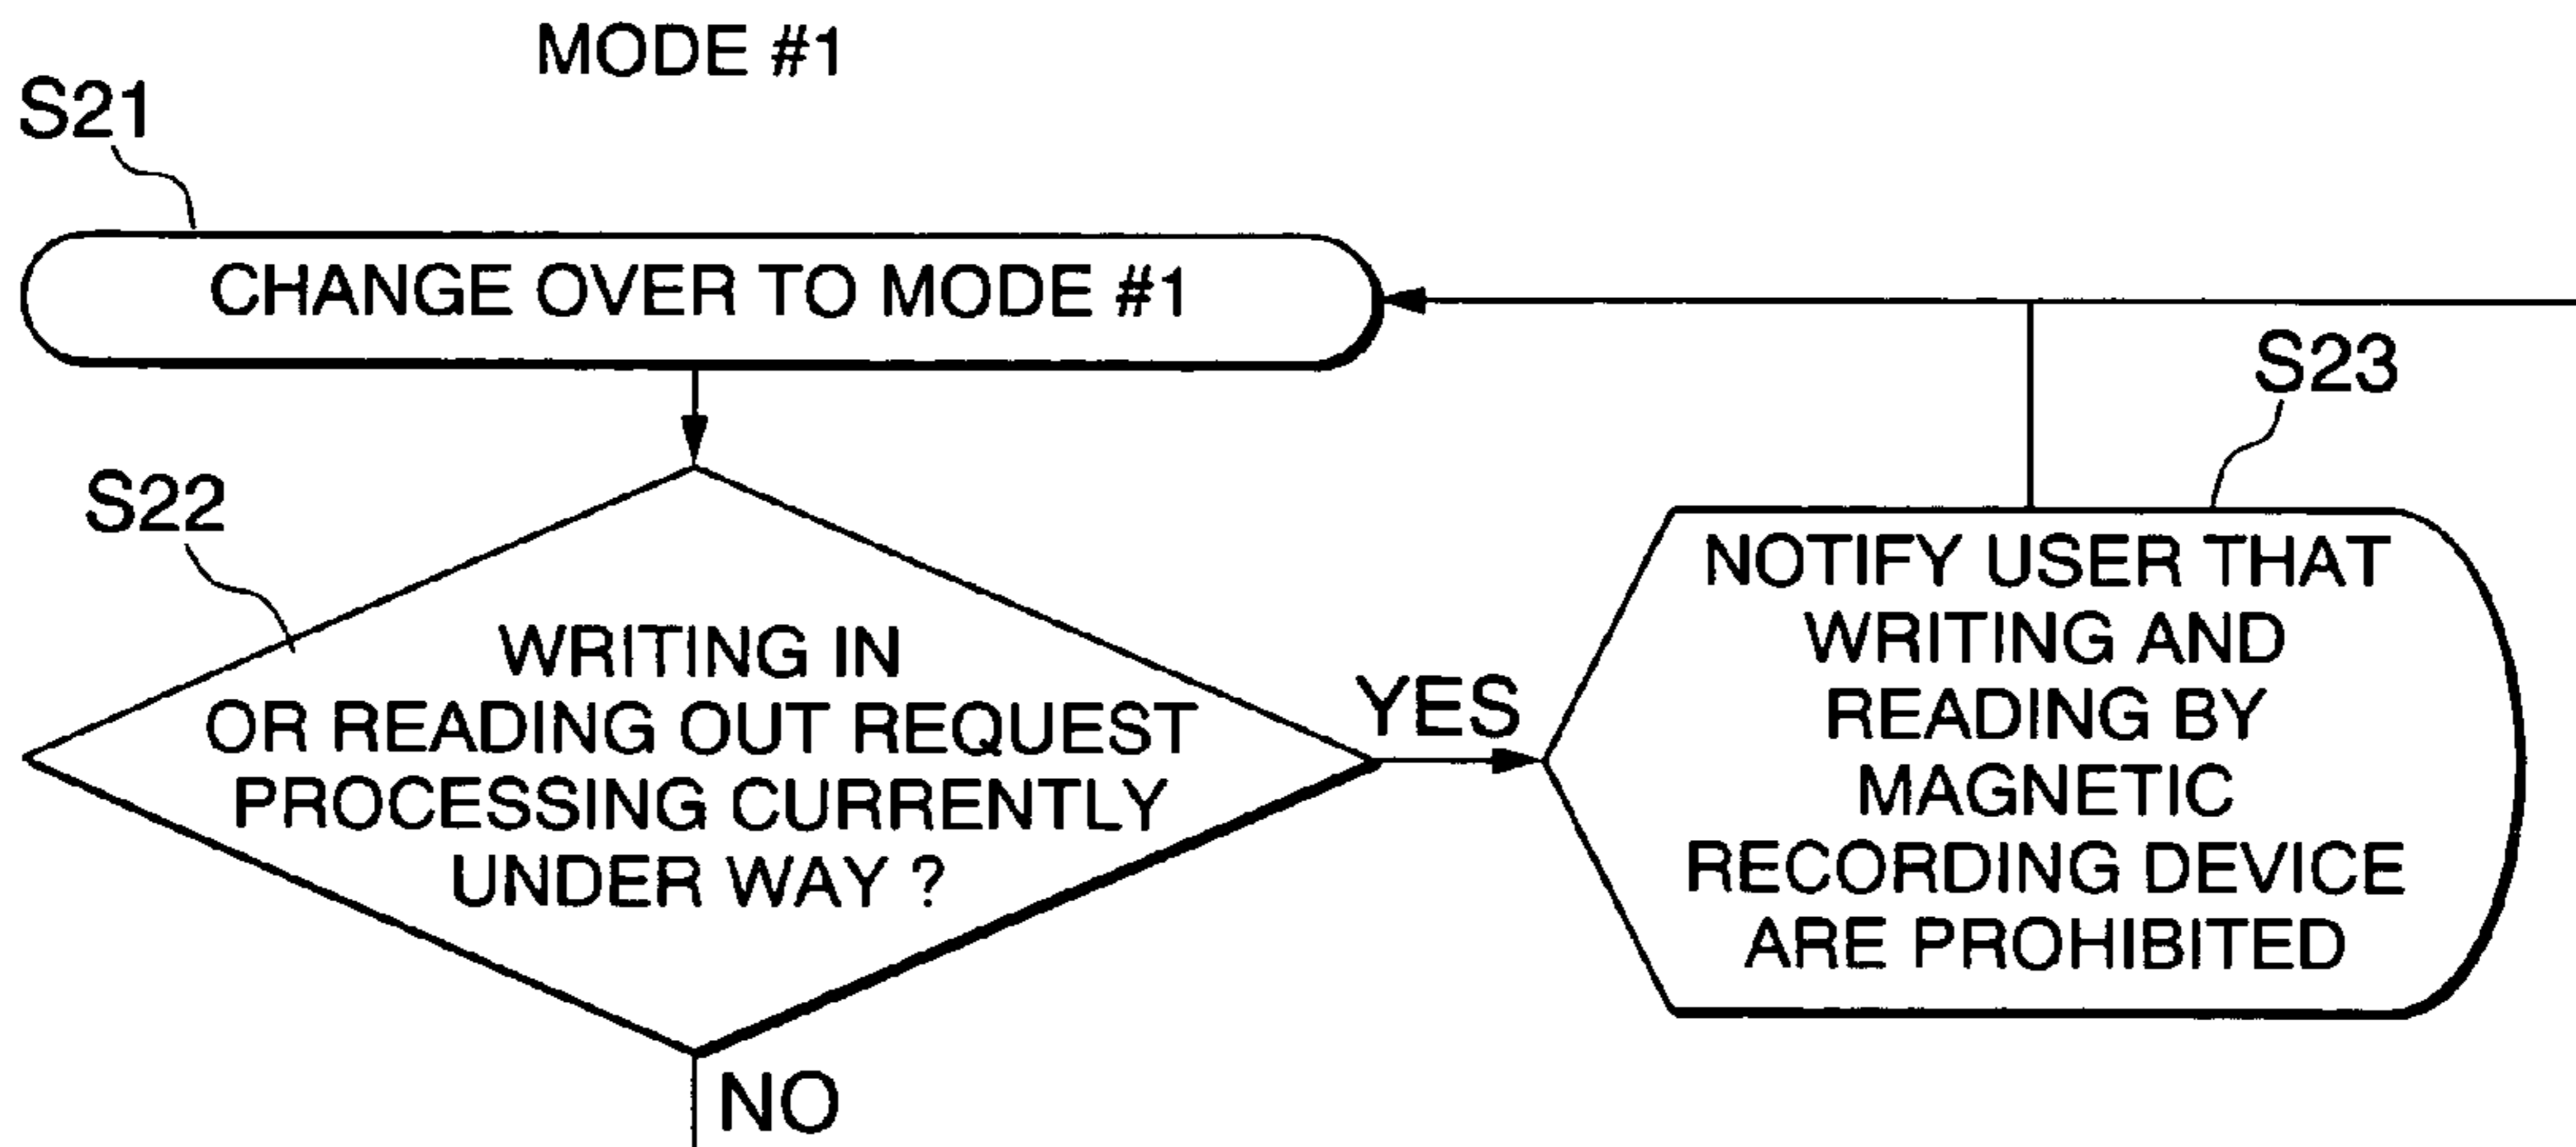 MODE #1
S21
CHANGE OVER TO MODE #1
S22
WRITING IN
OR READING OUT REQUEST
PROCESSING CURRENTLY
UNDER WAY ?
YES
NO
S23
NOTIFY USER THAT
WRITING AND
READING BY
MAGNETIC
RECORDING DEVICE
ARE PROHIBITED